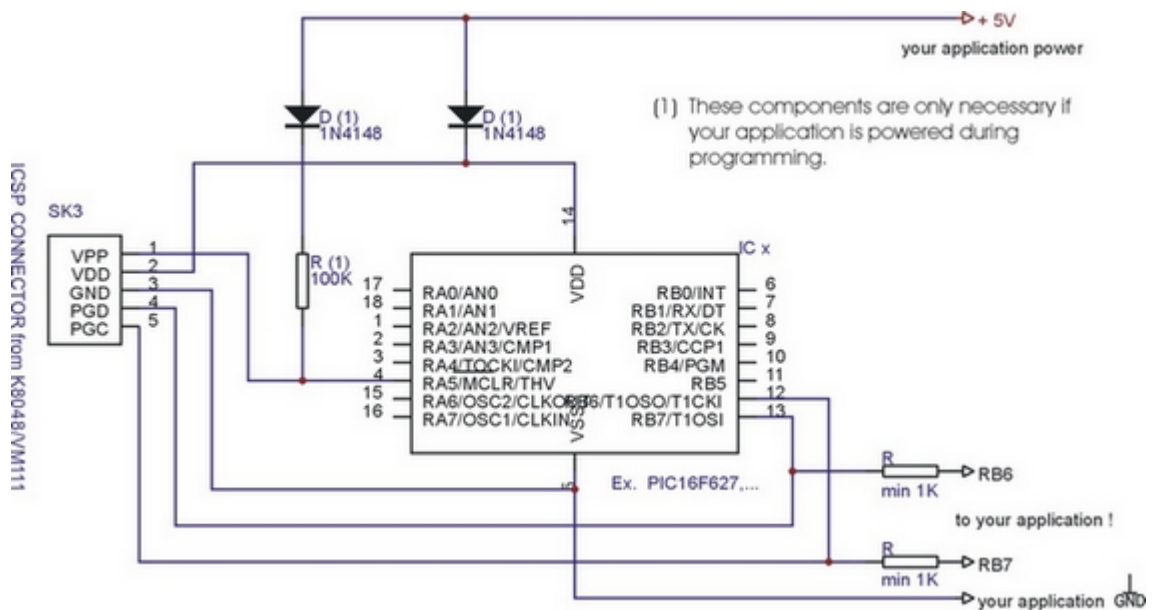 + 5V
your application power
(1) These components are only necessary if
your application is powered during
programming.
D (1)
1N4148
D (1)
1N4148
ICSP CONNECTOR from K8048/VM111
SK3
VPP 1
VDD 2
GND 3
PGD 4
PGC 5
R (1)
100K
14
IC x
VDD
17 RA0/AN0
18 RA1/AN1
1 RA2/AN2/VREF
2 RA3/AN3/CMP1
3 RA4/TOCKI/CMP2
4 RA5/MCLR/THV
15 RA6/OSC2/CLKO
16 RA7/OSC1/CLKIN
RB0/INT 6
RB1/RX/DT 7
RB2/TX/CK 8
RB3/CCP1 9
RB4/PGM 10
RB5 11
RB6/T1OSO/T1CKI 12
RB7/T1OSI 13
VSS
5
Ex. PIC16F627,...
R
min 1K
RB6
to your application !
R
min 1K
RB7
your application GND